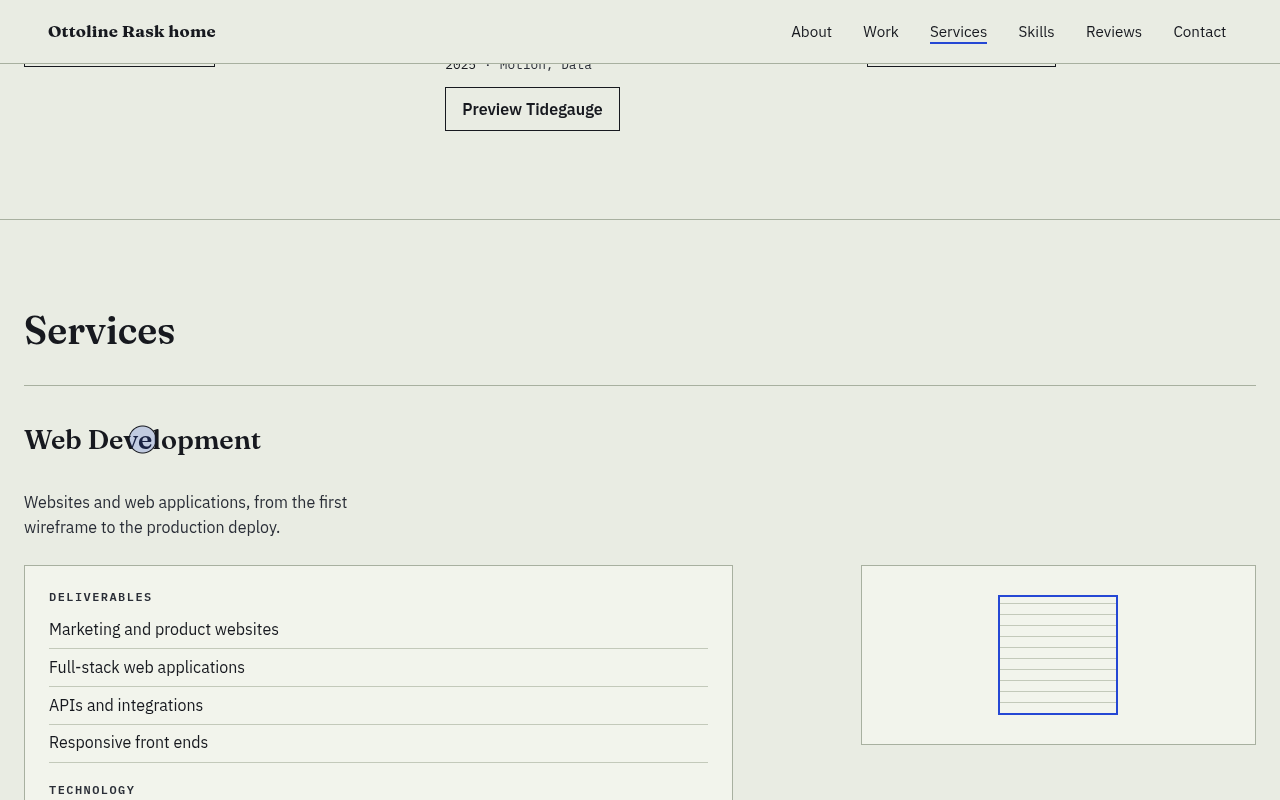 Ottoline Rask home
About Work Services Skills Reviews Contact
2025 · Motion, Data
Preview Tidegauge
Services
Web Development
Websites and web applications, from the first
wireframe to the production deploy.
DELIVERABLES
Marketing and product websites
Full-stack web applications
APIs and integrations
Responsive front ends
TECHNOLOGY